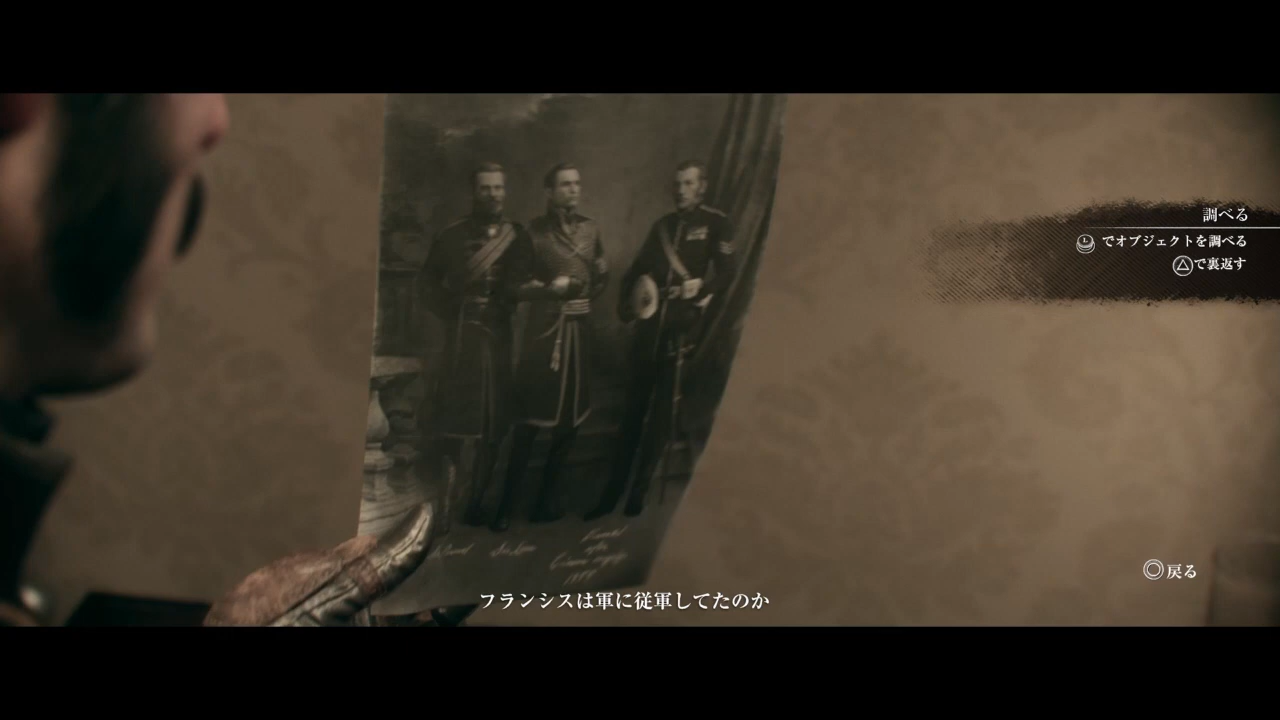 調べる
Lでオブジェクトを調べる
△で裏返す
戻る
フランシスは軍に従軍してたのか